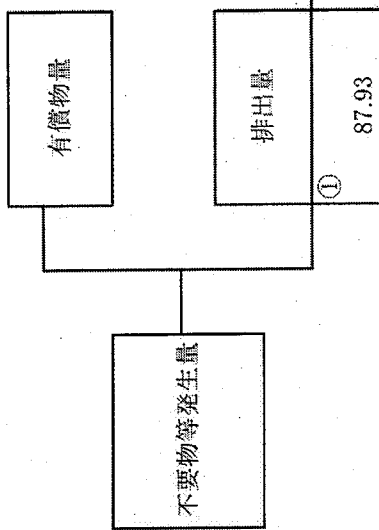 不要物等発生量
有償物量
排出量
①
87.93